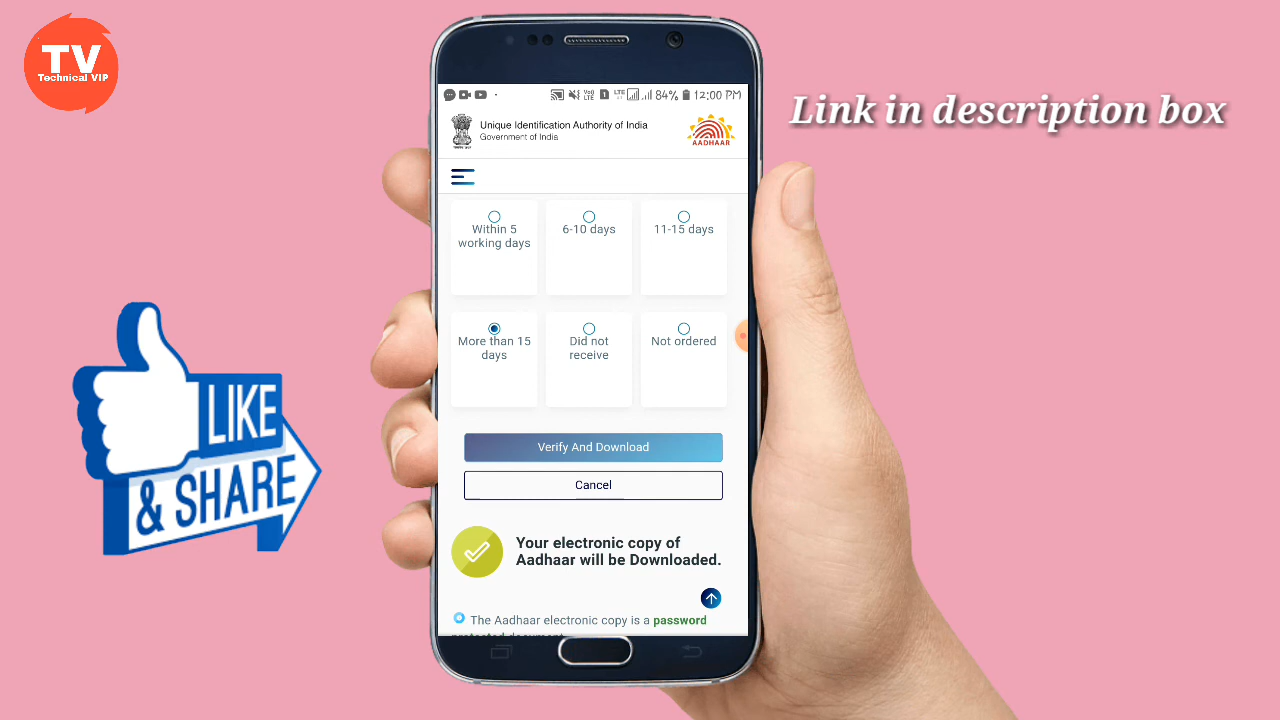 TV
Technical VIP
Link in description box
84% 12:00 PM
Unique Identification Authority of India
Government of India
AADHAAR
Within 5
working days
6-10 days
11-15 days
More than 15
days
Did not
receive
Not ordered
Verify And Download
Cancel
Your electronic copy of
Aadhaar will be Downloaded.
The Aadhaar electronic copy is a password
LIKE
& SHARE